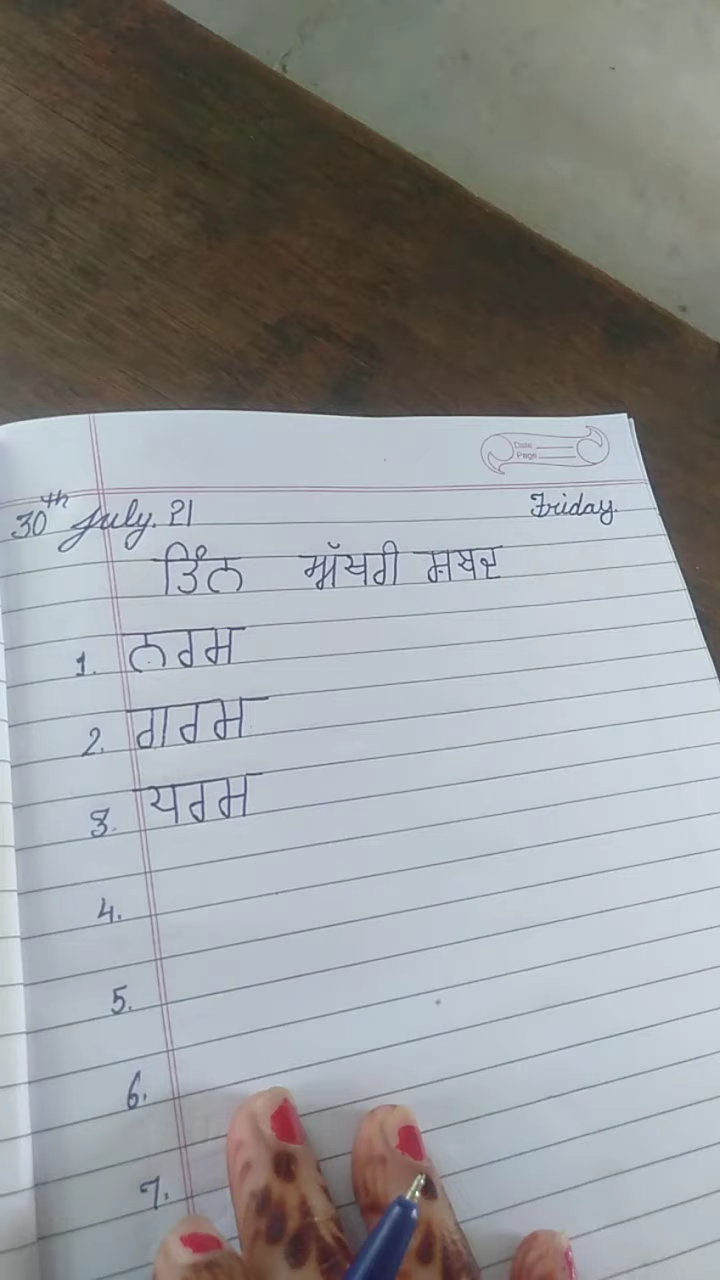 Date
Page
30th July. 21 Friday.
ਤਿੰਨ ਅੱਖਰੀ ਸ਼ਬਦ
1. ਨਰਮ
2. ਗਰਮ
3. ਧਰਮ
4.
5.
6.
7.